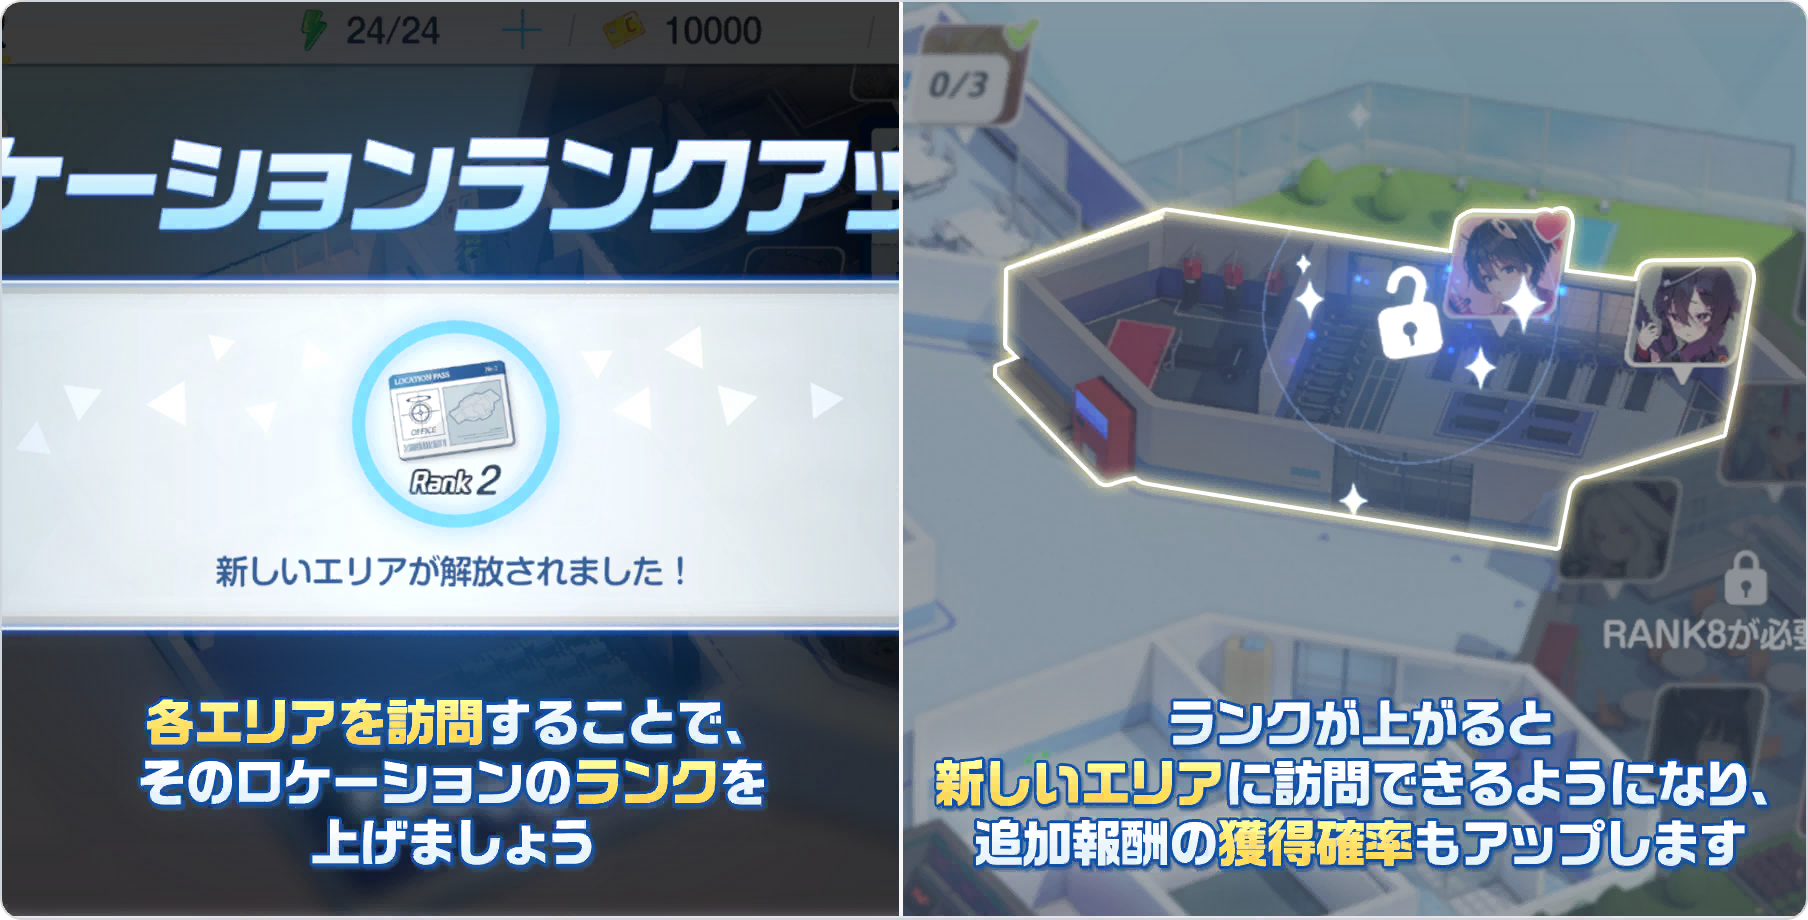 24/24
10000
ケーションランクアッ
LOCATION PASS
OFFICE
Rank 2
新しいエリアが解放されました！
各エリアを訪問することで、
そのロケーションのランクを
上げましょう
0/3
RANK8が必要
ランクが上がると
新しいエリアに訪問できるようになり、
追加報酬の獲得確率もアップします